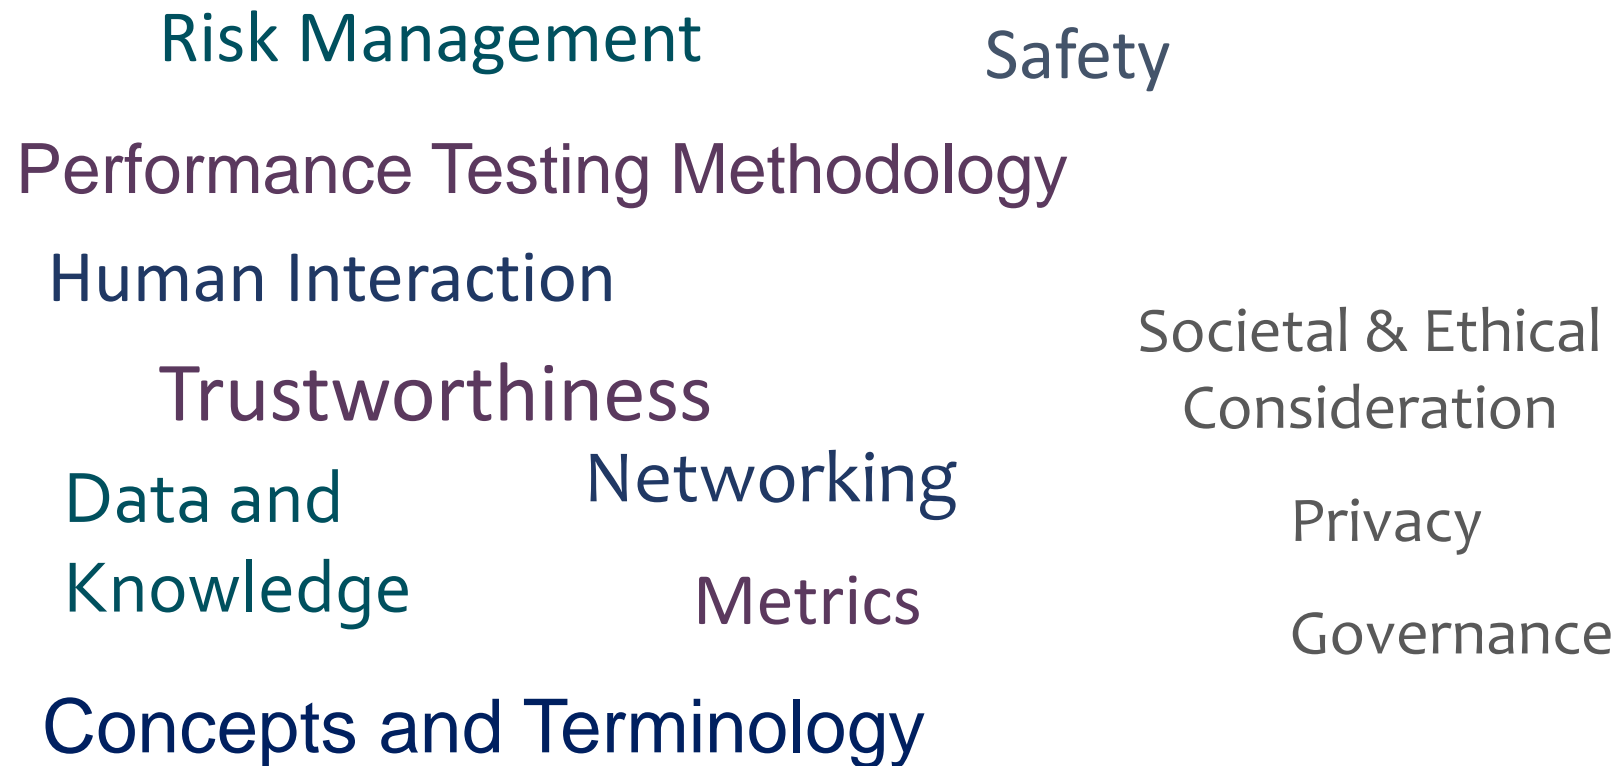 Risk Management
Safety
Performance Testing Methodology
Human Interaction
Societal & Ethical
Consideration
Trustworthiness
Networking
Data and
Knowledge
Privacy
Metrics
Governance
Concepts and Terminology